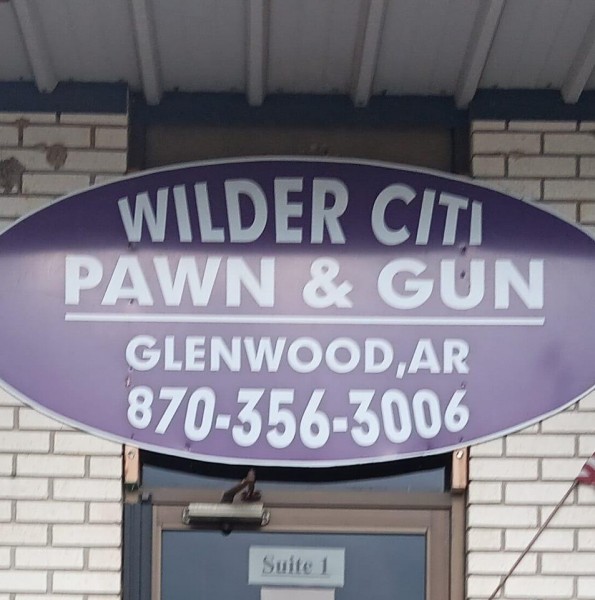 WILDER CITI
PAWN & GUN
GLENWOOD,AR
870-356-3006
Suite 1